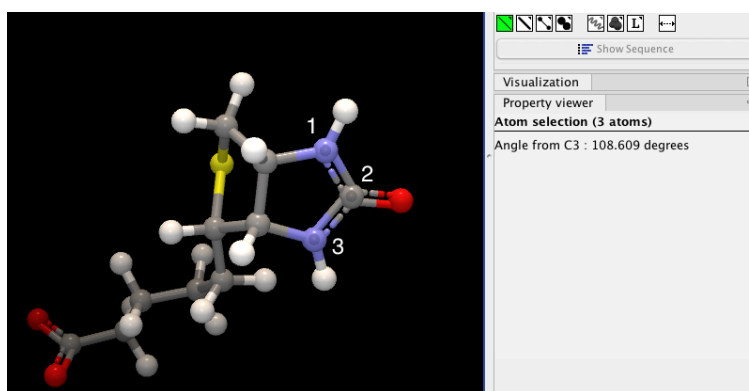 L
Show Sequence
Visualization
Property viewer
Atom selection (3 atoms)
Angle from C3 : 108.609 degrees
1
2
3